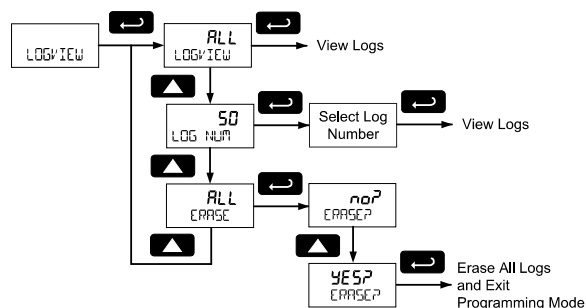 LOGVIEW
ALL
LOGVIEW
View Logs
50
LOG NUM
Select Log
Number
View Logs
ALL
ERASE
no?
ERASE?
YES?
ERASE?
Erase All Logs
and Exit
Programming Mode